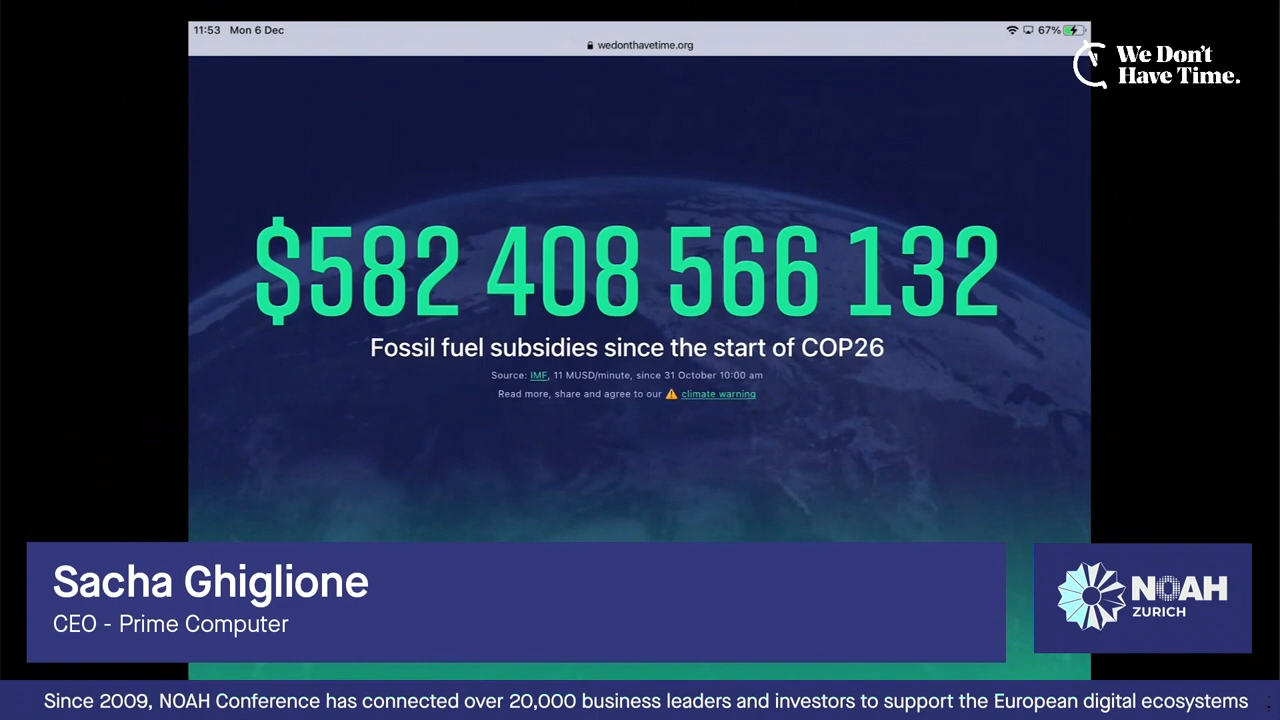 11:53 Mon 6 Dec
67%
wedonthavetime.org
We Don't
Have Time.
$582 408 566 132
Fossil fuel subsidies since the start of COP26
Source: IMF, 11 MUSD/minute, since 31 October 10:00 am
Read more, share and agree to our climate warning
Sacha Ghiglione
CEO - Prime Computer
NOAH
ZURICH
Since 2009, NOAH Conference has connected over 20,000 business leaders and investors to support the European digital ecosystems